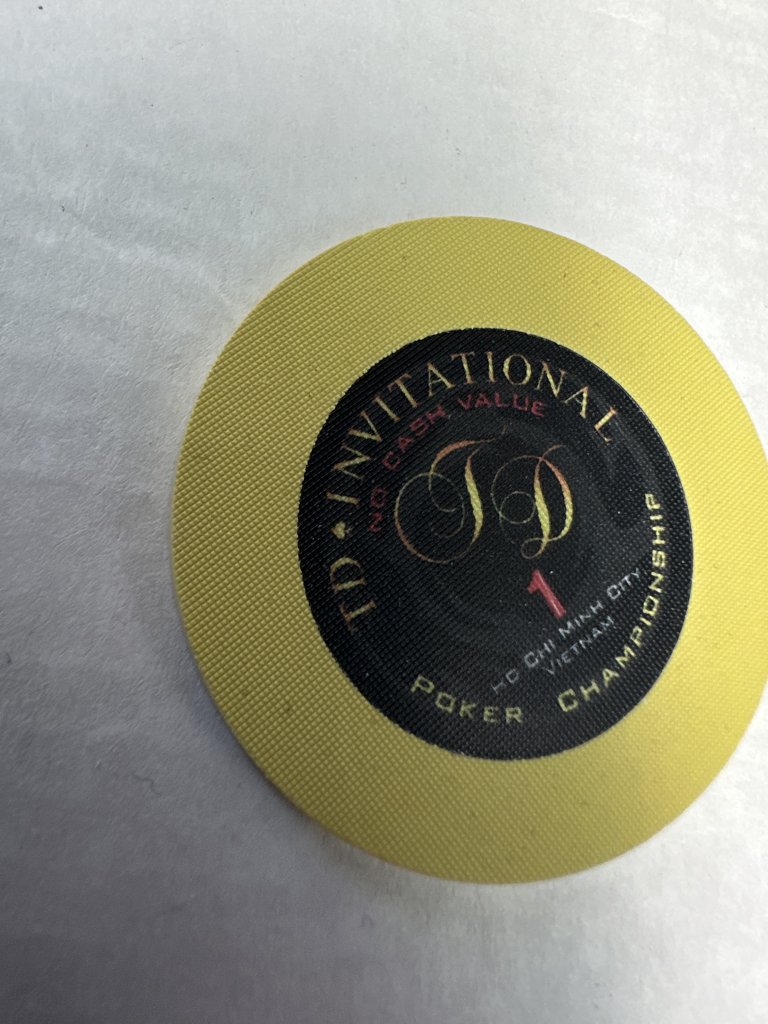 TD ♠ INVITATIONAL
NO CASH VALUE
TD
1
HO CHI MINH CITY
VIETNAM
POKER CHAMPIONSHIP